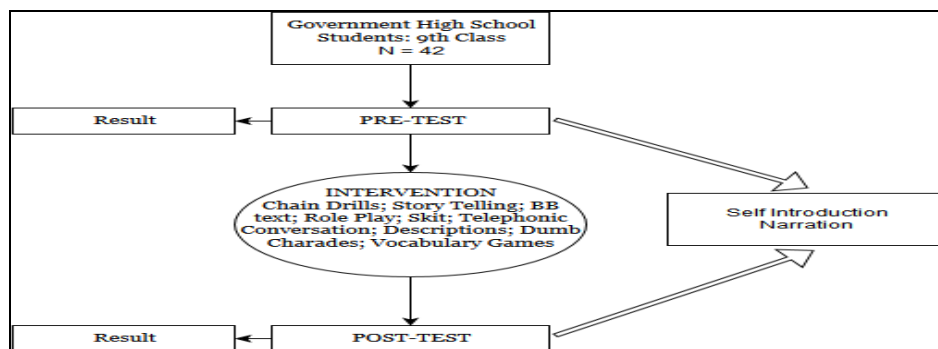 Government High School
Students: 9th Class
N = 42
Result
PRE-TEST
INTERVENTION
Chain Drills; Story Telling; BB
text; Role Play; Skit; Telephonic
Conversation; Descriptions; Dumb
Charades; Vocabulary Games
Self Introduction
Narration
Result
POST-TEST